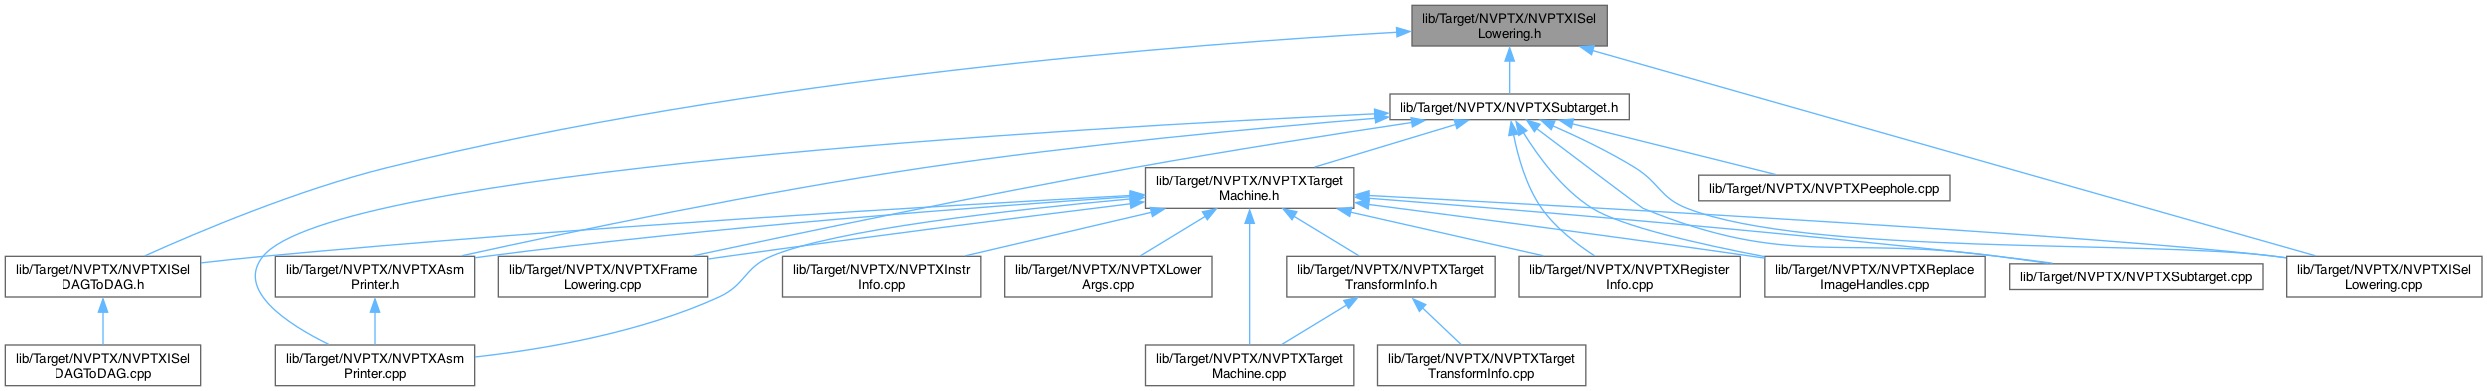 lib/Target/NVPTX/NVPTXISel
Lowering.h
lib/Target/NVPTX/NVPTXSubtarget.h
lib/Target/NVPTX/NVPTXTarget
Machine.h
lib/Target/NVPTX/NVPTXPeephole.cpp
lib/Target/NVPTX/NVPTXISel
DAGToDAG.h
lib/Target/NVPTX/NVPTXAsm
Printer.h
lib/Target/NVPTX/NVPTXFrame
Lowering.cpp
lib/Target/NVPTX/NVPTXInstr
Info.cpp
lib/Target/NVPTX/NVPTXLower
Args.cpp
lib/Target/NVPTX/NVPTXTarget
TransformInfo.h
lib/Target/NVPTX/NVPTXRegister
Info.cpp
lib/Target/NVPTX/NVPTXReplace
ImageHandles.cpp
lib/Target/NVPTX/NVPTXSubtarget.cpp
lib/Target/NVPTX/NVPTXISel
Lowering.cpp
lib/Target/NVPTX/NVPTXISel
DAGToDAG.cpp
lib/Target/NVPTX/NVPTXAsm
Printer.cpp
lib/Target/NVPTX/NVPTXTarget
Machine.cpp
lib/Target/NVPTX/NVPTXTarget
TransformInfo.cpp